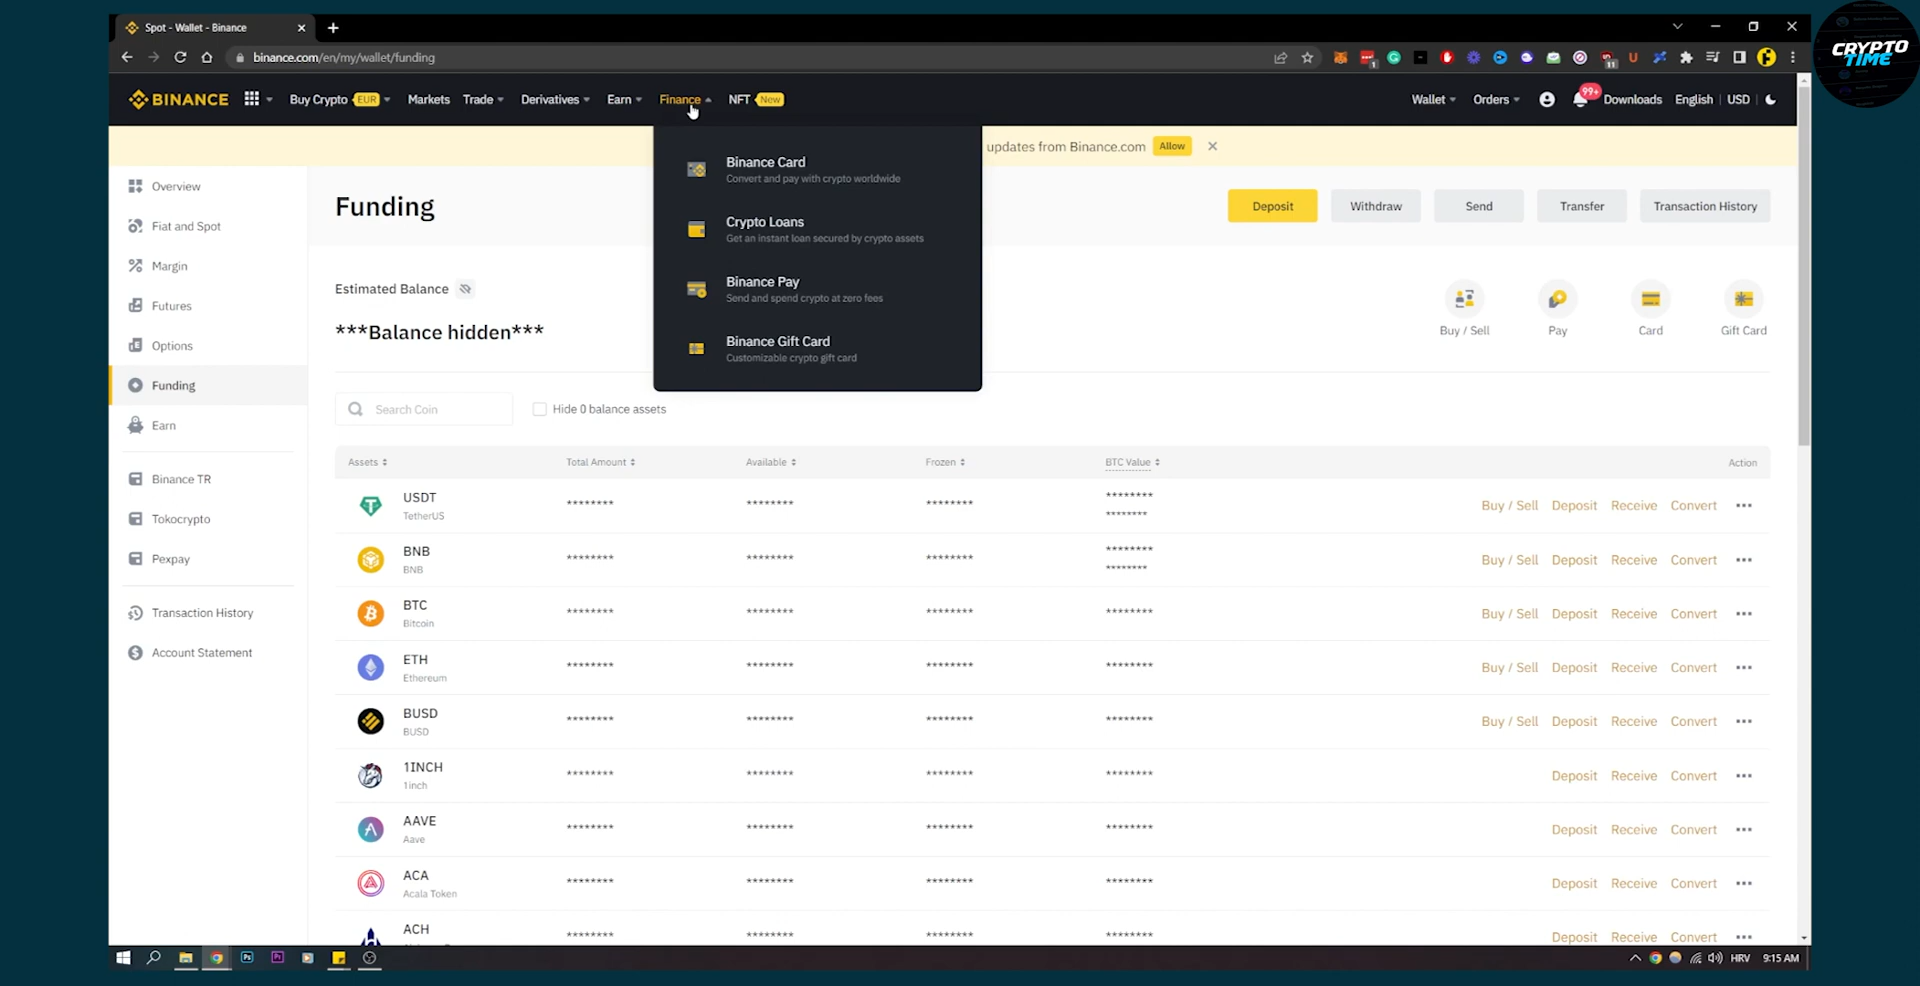 Spot - Wallet - Binance
binance.com/en/my/wallet/funding
CRYPTO
TIME
BINANCE Buy Crypto EUR Markets Trade Derivatives Earn Finance NFT New Wallet Orders 99+ Downloads English | USD
updates from Binance.com Allow
Overview
Fiat and Spot
Margin
Futures
Options
Funding
Earn
Binance TR
Tokocrypto
Pexpay
Transaction History
Account Statement
Binance Card
Convert and pay with crypto worldwide
Crypto Loans
Get an instant loan secured by crypto assets
Binance Pay
Send and spend crypto at zero fees
Binance Gift Card
Customizable crypto gift card
Funding
Deposit Withdraw Send Transfer Transaction History
Estimated Balance
***Balance hidden***
Buy / Sell Pay Card Gift Card
Search Coin Hide 0 balance assets
Assets Total Amount Available Frozen BTC Value Action
USDT ******** ******** ******** ********
TetherUS ******** Buy / Sell Deposit Receive Convert
BNB ******** ******** ******** ********
BNB ******** Buy / Sell Deposit Receive Convert
BTC ******** ******** ******** ********
Bitcoin Buy / Sell Deposit Receive Convert
ETH ******** ******** ******** ********
Ethereum Buy / Sell Deposit Receive Convert
BUSD ******** ******** ******** ********
BUSD Buy / Sell Deposit Receive Convert
1INCH ******** ******** ******** ********
1inch Deposit Receive Convert
AAVE ******** ******** ******** ********
Aave Deposit Receive Convert
ACA ******** ******** ******** ********
Acala Token Deposit Receive Convert
ACH ******** ******** ******** ********
Deposit Receive Convert
HRV 9:15 AM